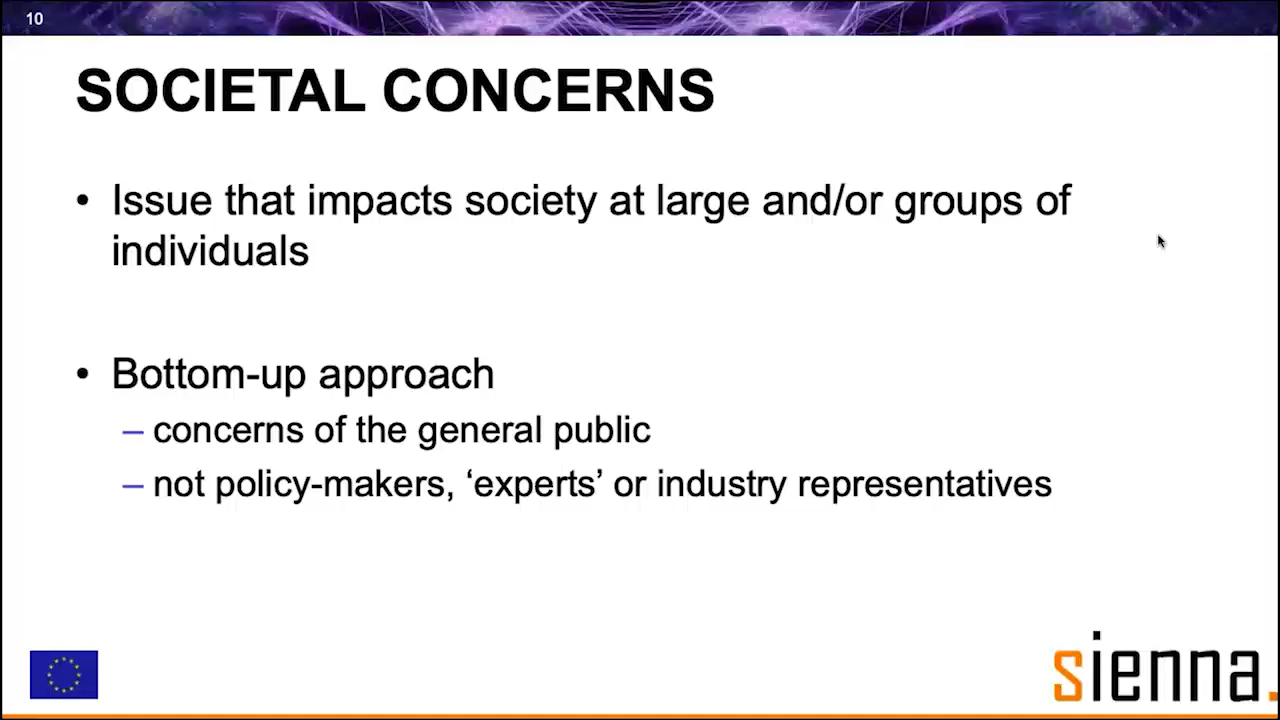 10
SOCIETAL CONCERNS
• Issue that impacts society at large and/or groups of
individuals
• Bottom-up approach
– concerns of the general public
– not policy-makers, ‘experts’ or industry representatives
sienna.